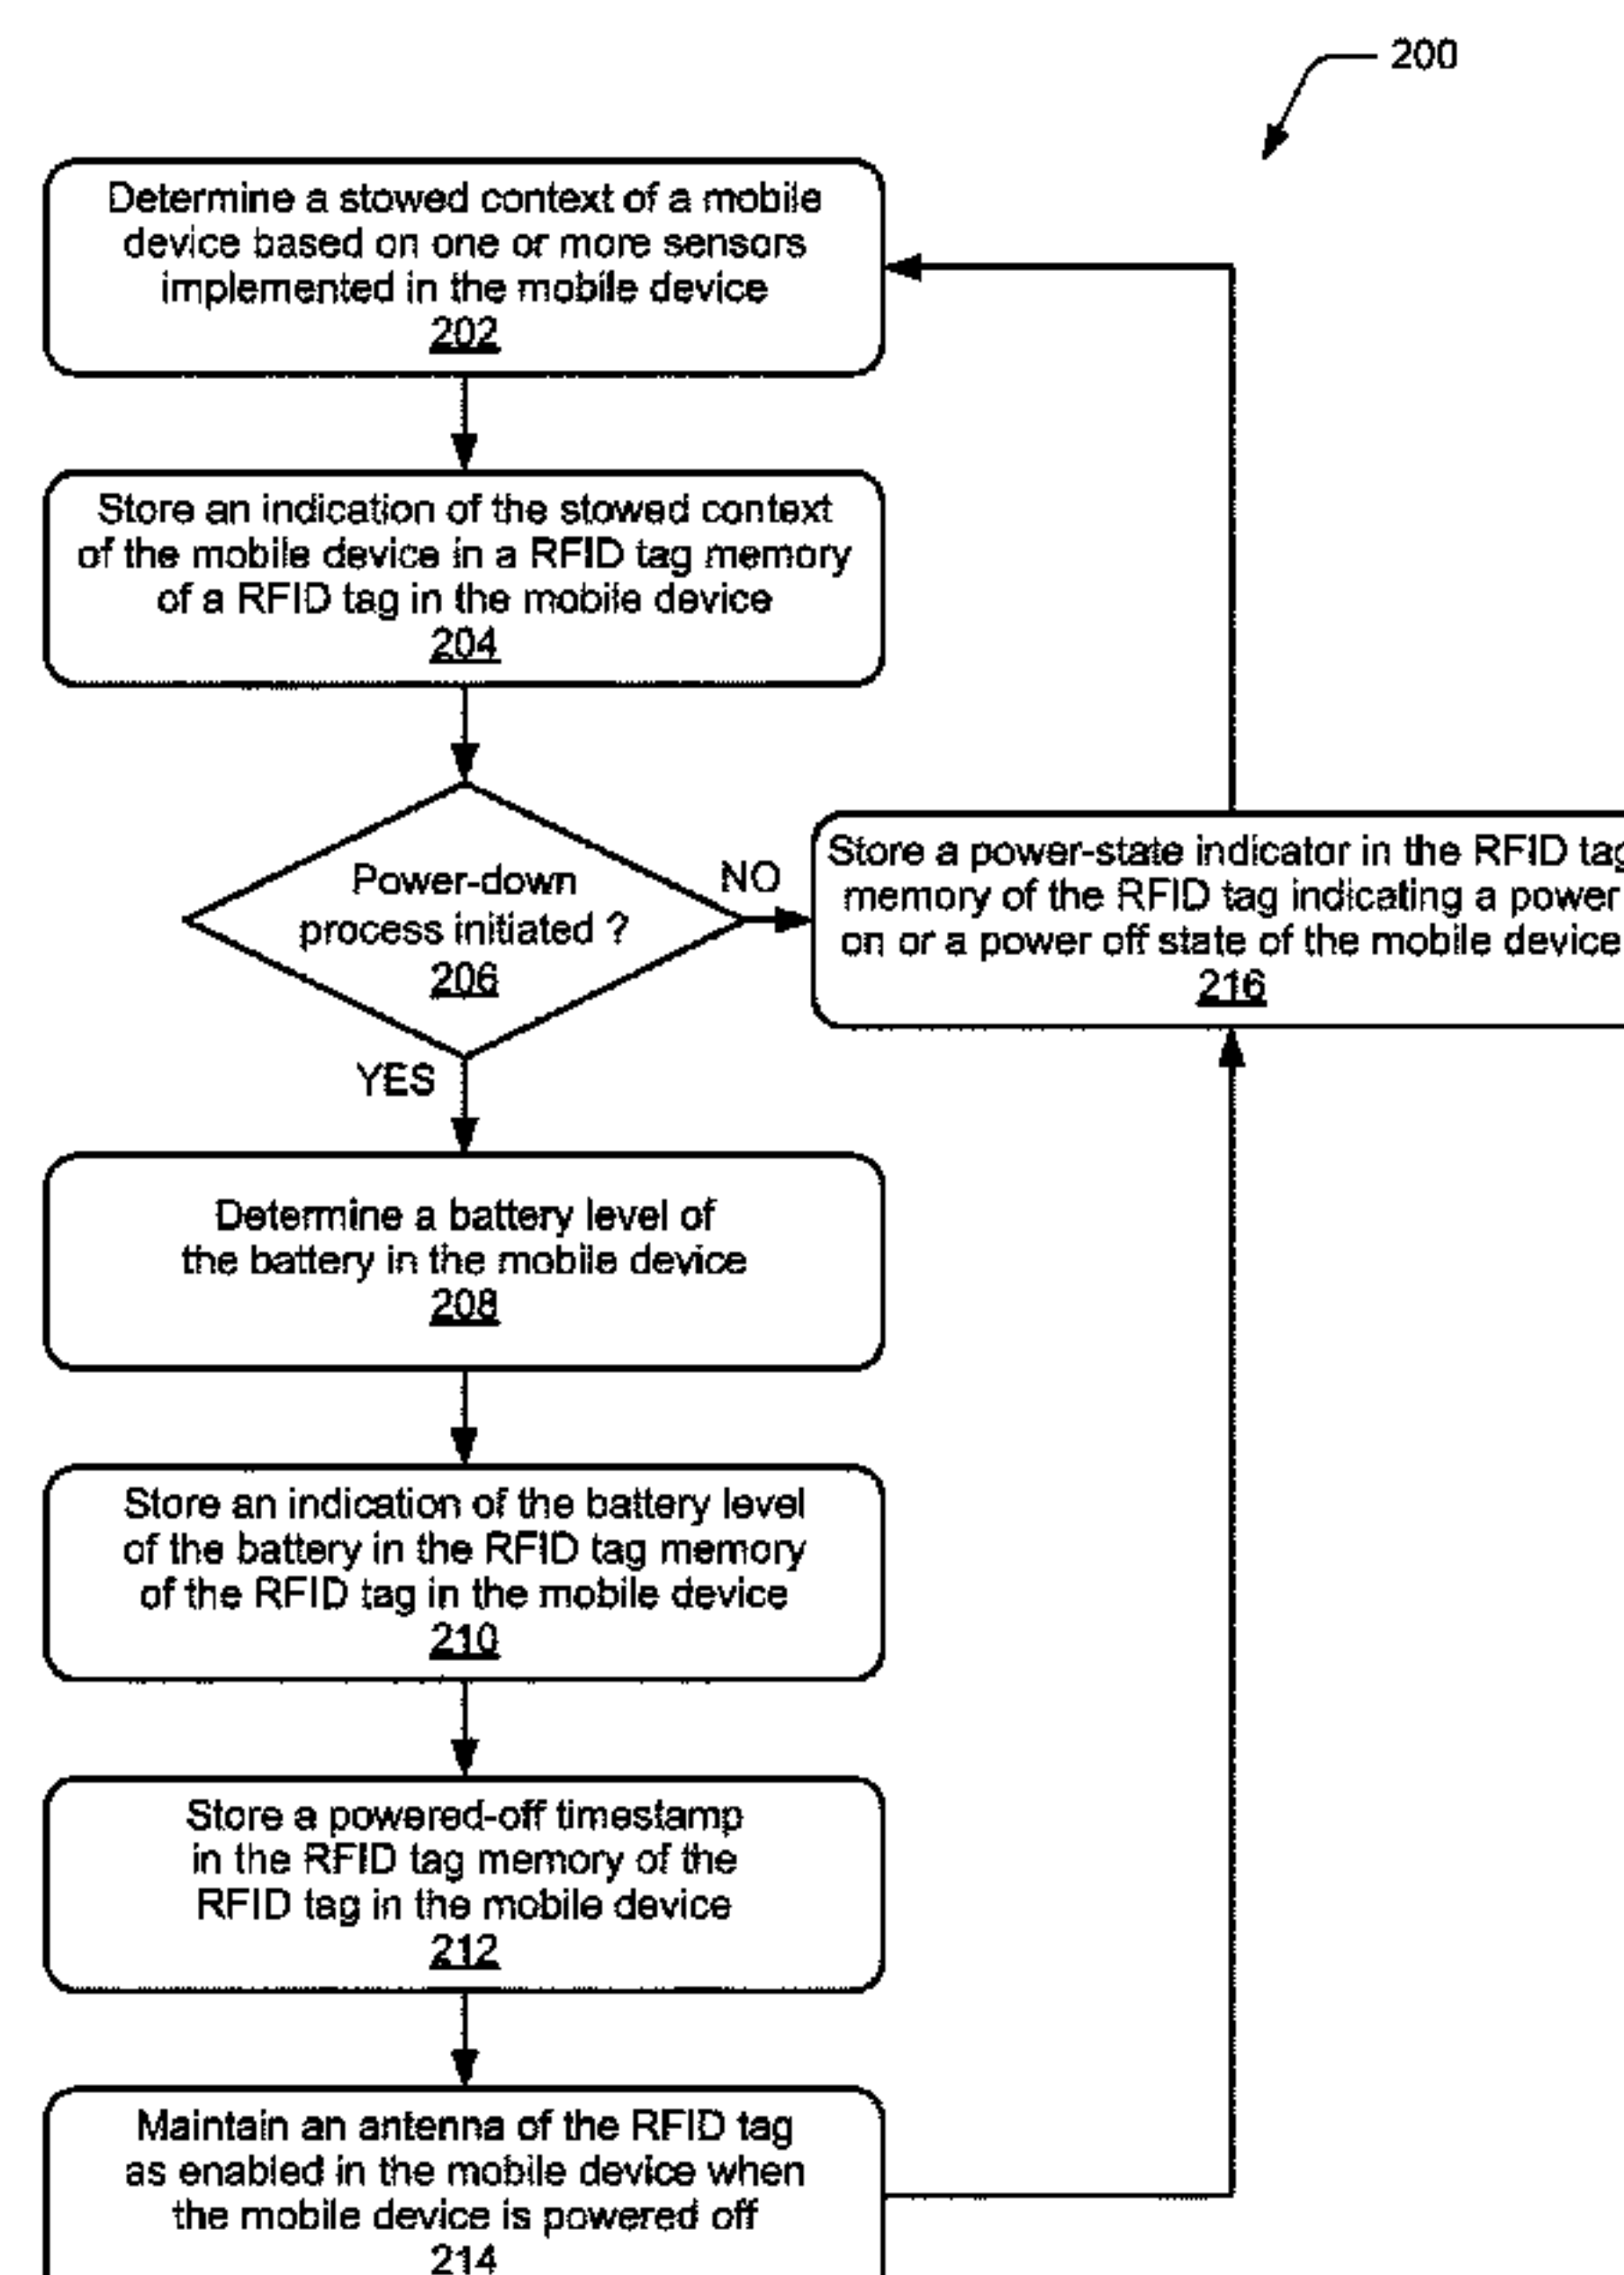 200
Determine a stowed context of a mobile
device based on one or more sensors
implemented in the mobile device
202
Store an indication of the stowed context
of the mobile device in a RFID tag memory
of a RFID tag in the mobile device
204
Power-down
process initiated ?
206
NO
YES
Store a power-state indicator in the RFID tag
memory of the RFID tag indicating a power
on or a power off state of the mobile device
216
Determine a battery level of
the battery in the mobile device
208
Store an indication of the battery level
of the battery in the RFID tag memory
of the RFID tag in the mobile device
210
Store a powered-off timestamp
in the RFID tag memory of the
RFID tag in the mobile device
212
Maintain an antenna of the RFID tag
as enabled in the mobile device when
the mobile device is powered off
214